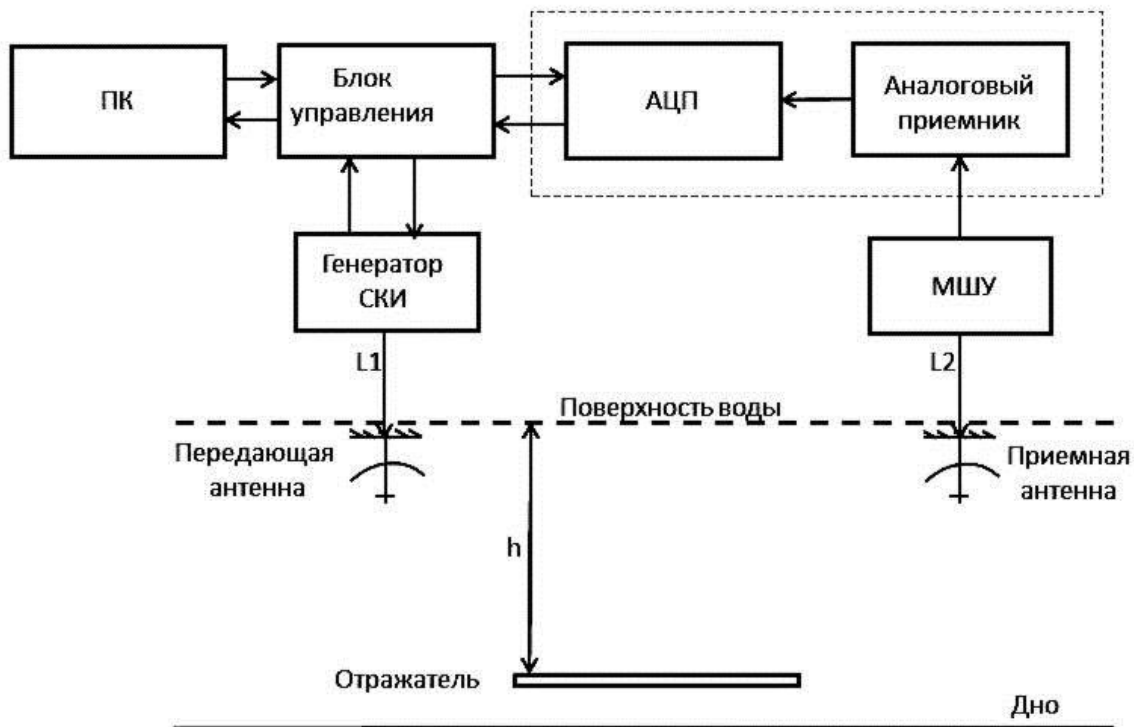 ПК
Блок
управления
АЦП
Аналоговый
приемник
Генератор
СКИ
МШУ
L1
L2
Поверхность воды
Передающая
антенна
Приемная
антенна
h
Отражатель
Дно